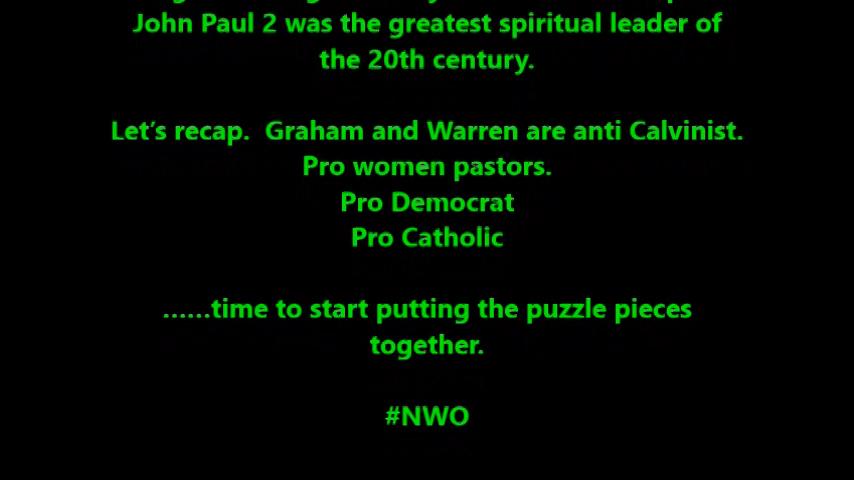 John Paul 2 was the greatest spiritual leader of
the 20th century.
Let's recap.  Graham and Warren are anti Calvinist.
Pro women pastors.
Pro Democrat
Pro Catholic
......time to start putting the puzzle pieces
together.
#NWO